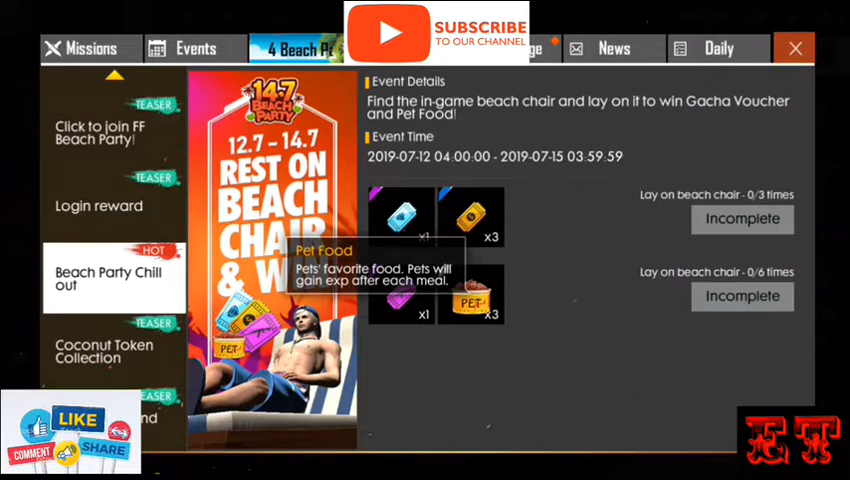 SUBSCRIBE
TO OUR CHANNEL
Missions
Events
4 Beach Pa
ge
News
Daily
TEASER
Click to join FF
Beach Party!
TEASER
Login reward
HOT
Beach Party Chill
out
TEASER
Coconut Token
Collection
TEASER
nd
14.7
BEACH
PARTY
12.7 - 14.7
REST ON
BEACH
CHAIR
& W
PET
Event Details
Find the in-game beach chair and lay on it to win Gacha Voucher
and Pet Food!
Event Time
2019-07-12 04:00:00 - 2019-07-15 03:59:59
x1
x3
Lay on beach chair - 0/3 times
Incomplete
Pet Food
Pets' favorite food. Pets will
gain exp after each meal.
x1
PET
x3
Lay on beach chair - 0/6 times
Incomplete
LIKE
COMMENT
SHARE
ET